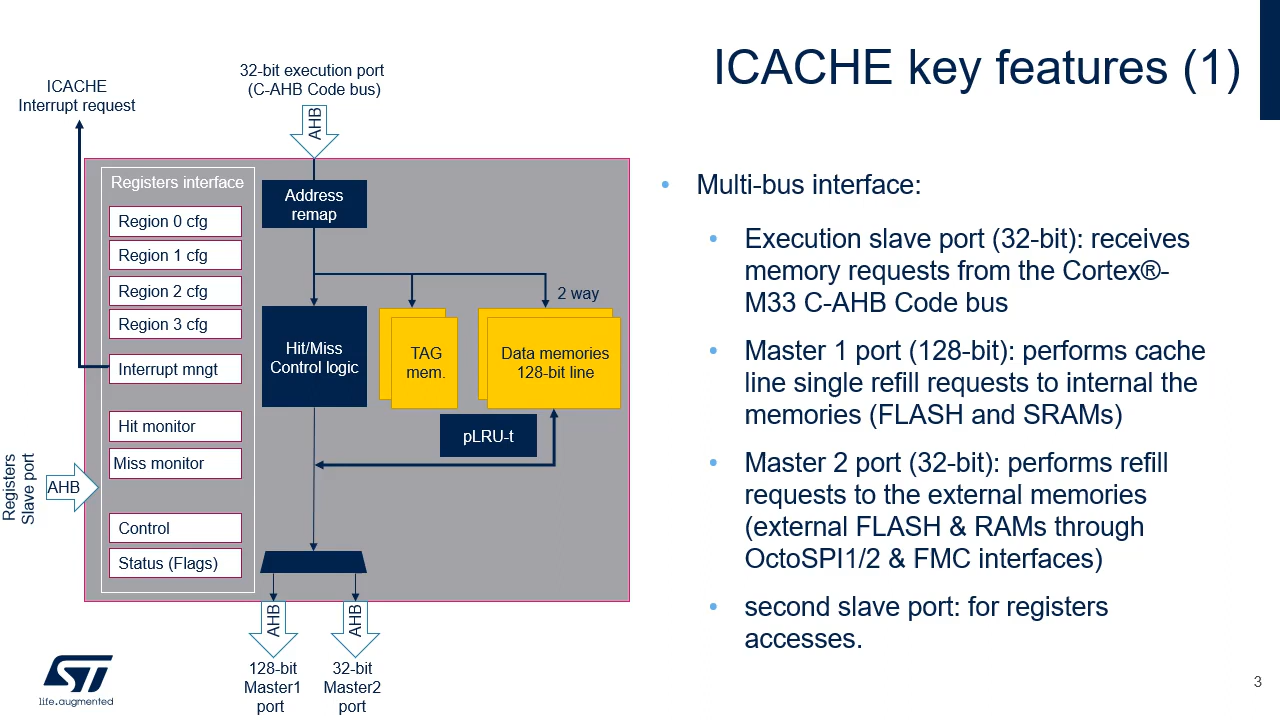 ICACHE key features (1)
ICACHE
Interrupt request
32-bit execution port
(C-AHB Code bus)
AHB
Registers interface
Region 0 cfg
Region 1 cfg
Region 2 cfg
Region 3 cfg
Interrupt mngt
Hit monitor
Miss monitor
Control
Status (Flags)
Registers
Slave port
AHB
Address
remap
2 way
Hit/Miss
Control logic
TAG
mem.
Data memories
128-bit line
pLRU-t
AHB
AHB
128-bit
Master1
port
32-bit
Master2
port
• Multi-bus interface:
• Execution slave port (32-bit): receives
memory requests from the Cortex®-
M33 C-AHB Code bus
• Master 1 port (128-bit): performs cache
line single refill requests to internal the
memories (FLASH and SRAMs)
• Master 2 port (32-bit): performs refill
requests to the external memories
(external FLASH & RAMs through
OctoSPI1/2 & FMC interfaces)
• second slave port: for registers
accesses.
ST
life.augmented
3